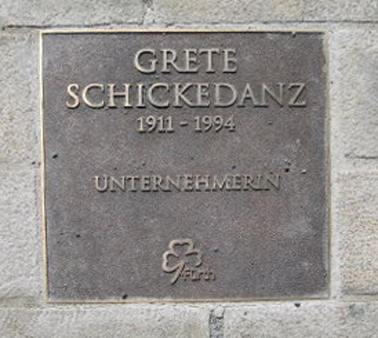 GRETE
SCHICKEDANZ
1911 - 1994
UNTERNEHMERIN
Fürth